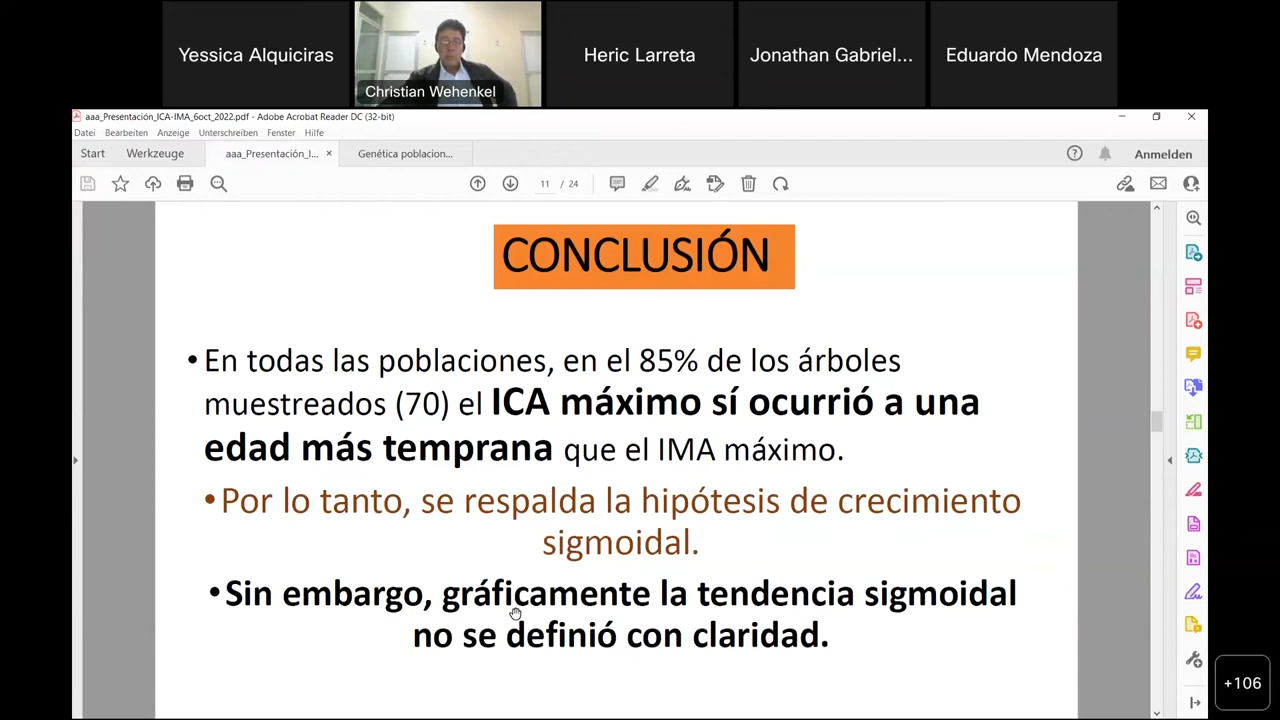 Yessica Alquiciras
Christian Wehenkel
Heric Larreta
Jonathan Gabriel...
Eduardo Mendoza
aaa_Presentación_ICA-IMA_6oct_2022.pdf - Adobe Acrobat Reader DC (32-bit)
Datei Bearbeiten Anzeige Unterschreiben Fenster Hilfe
Start Werkzeuge aaa_Presentación_I... × Genética poblacion... Anmelden
11 / 24
CONCLUSIÓN
•En todas las poblaciones, en el 85% de los árboles
muestreados (70) el ICA máximo sí ocurrió a una
edad más temprana que el IMA máximo.
•Por lo tanto, se respalda la hipótesis de crecimiento
sigmoidal.
•Sin embargo, gráficamente la tendencia sigmoidal
no se definió con claridad.
+106